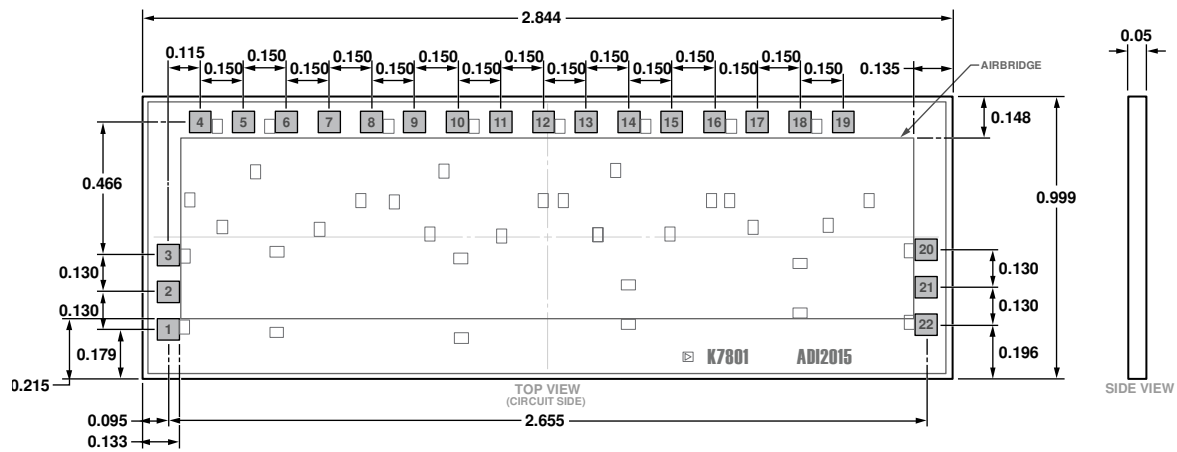 2.844
0.115 0.150 0.150 0.150 0.150 0.150 0.150 0.150 0.05
0.150 0.150 0.150 0.150 0.150 0.150 0.150 0.150 0.135 AIRBRIDGE
4 5 6 7 8 9 10 11 12 13 14 15 16 17 18 19 0.148
0.466 0.999
3 20
0.130 0.130
2 21
0.130 0.130
1 22
0.179 K7801 ADI2015 0.196
0.215 TOP VIEW SIDE VIEW
(CIRCUIT SIDE)
0.095 2.655
0.133